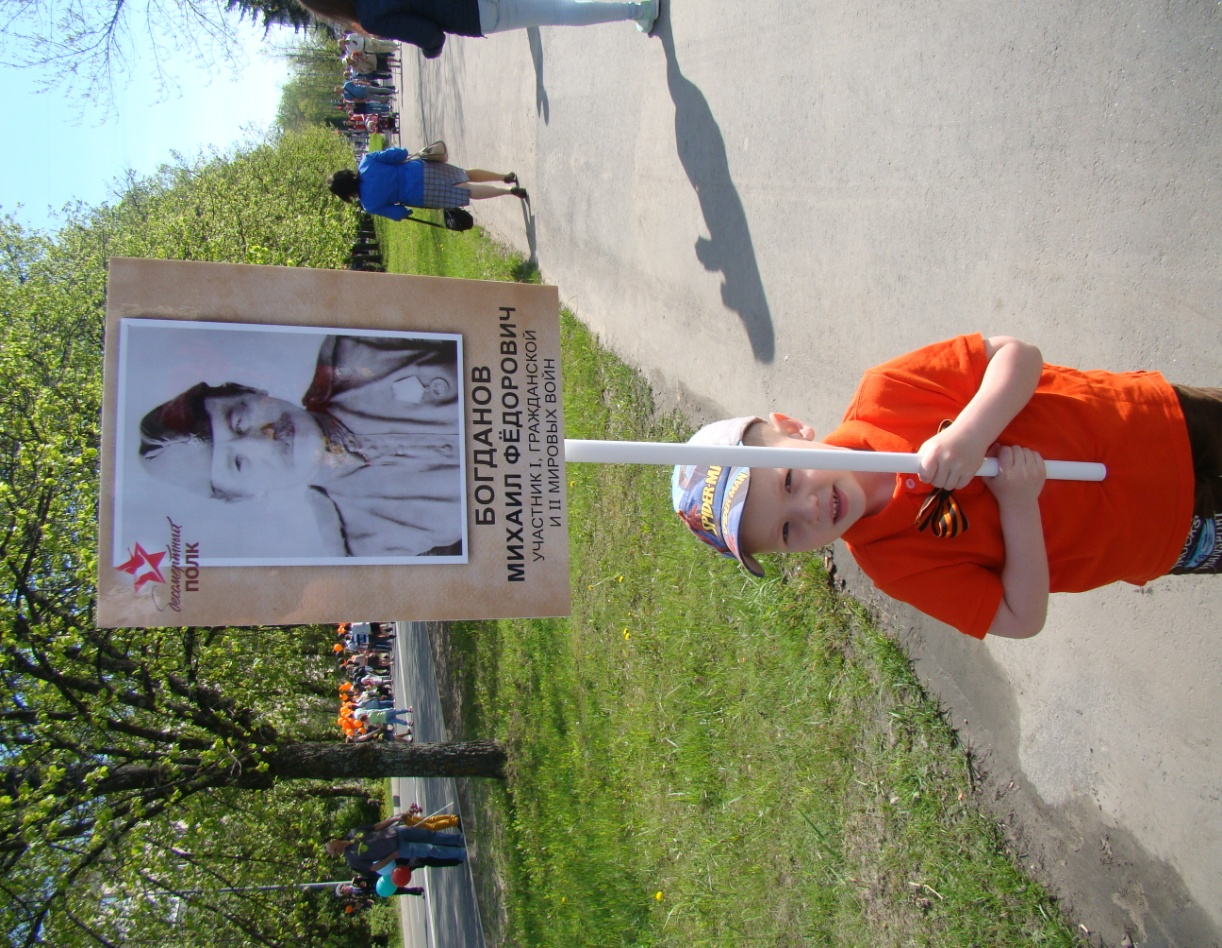 бессмертный
ПОЛК
БОГДАНОВ
МИХАИЛ ФЁДОРОВИЧ
УЧАСТНИК I, ГРАЖДАНСКОЙ
И II МИРОВЫХ ВОЙН
SPIDER-MAN